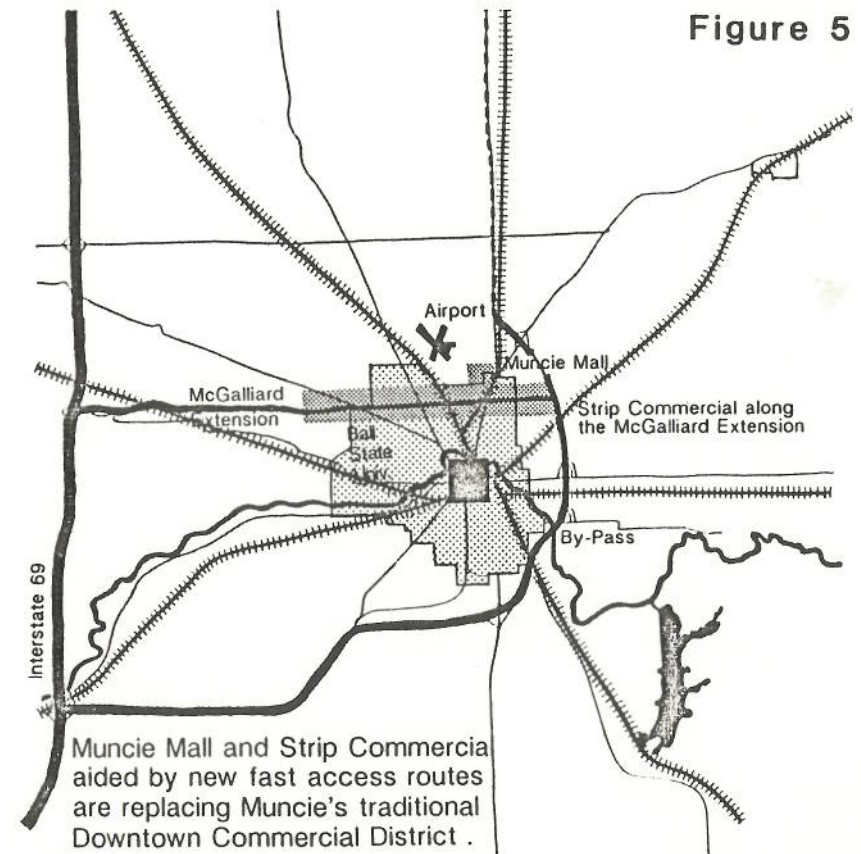 Figure 5
Airport
Muncie Mall
McGalliard
Extension
Strip Commercial along
the McGalliard Extension
Ball
State
By-Pass
Interstate 69
Muncie Mall and Strip Commercia
aided by new fast access routes
are replacing Muncie's traditional
Downtown Commercial District .